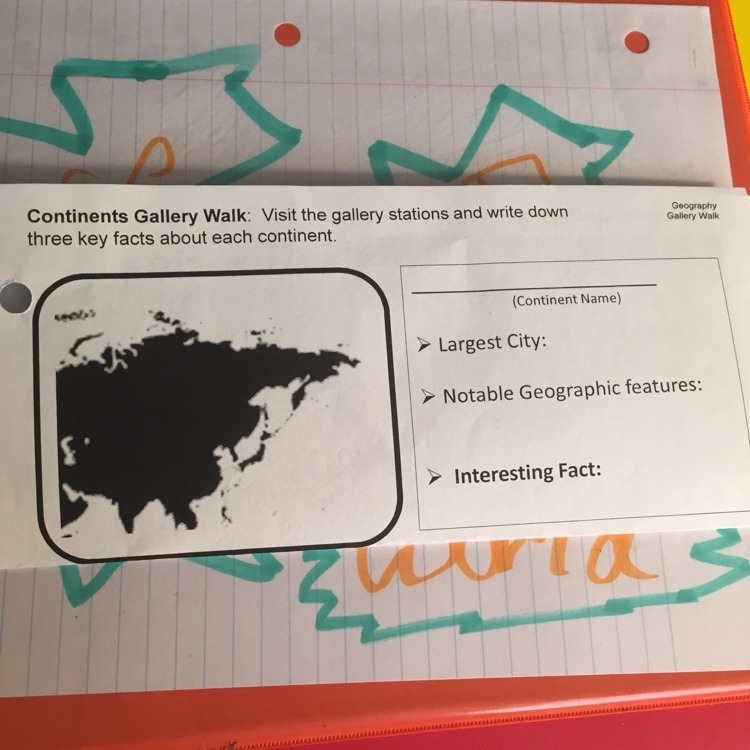 Continents Gallery Walk: Visit the gallery stations and write down
three key facts about each continent.
Geography
Gallery Walk
(Continent Name)
➢ Largest City:
➢ Notable Geographic features:
➢ Interesting Fact:
World